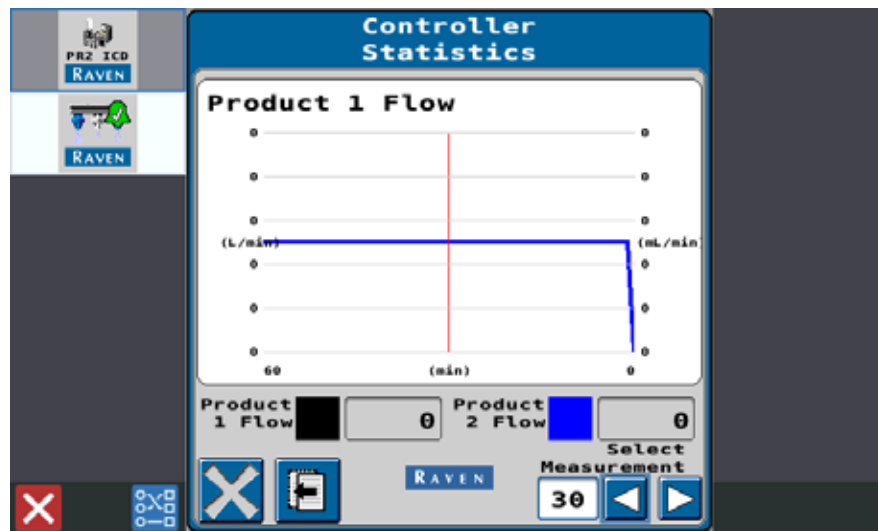 PR2 ICD
RAVEN
RAVEN
Controller
Statistics
Product 1 Flow
0 0
0 0
0 0
(L/min) (mL/min)
0 0
0 0
0 0
60 (min) 0
Product
1 Flow
0
Product
2 Flow
0
RAVEN
Select
Measurement
30